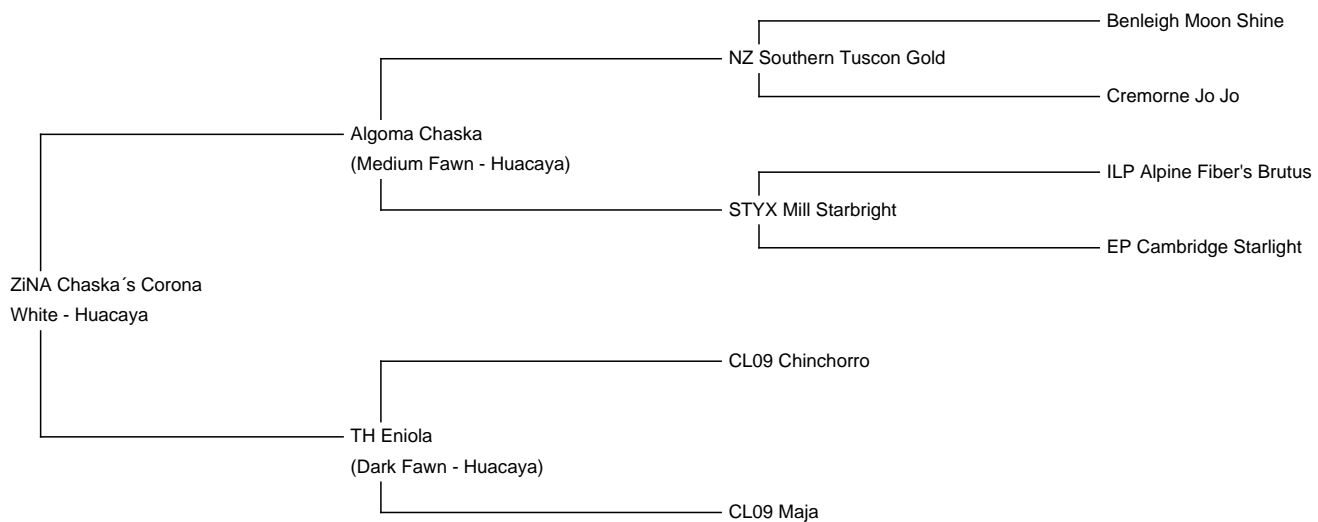 Benleigh Moon Shine
NZ Southern Tuscon Gold
Cremorne Jo Jo
Algoma Chaska
(Medium Fawn - Huacaya)
ILP Alpine Fiber's Brutus
STYX Mill Starbright
EP Cambridge Starlight
ZiNA Chaska´s Corona
White - Huacaya
CL09 Chinchorro
TH Eniola
(Dark Fawn - Huacaya)
CL09 Maja